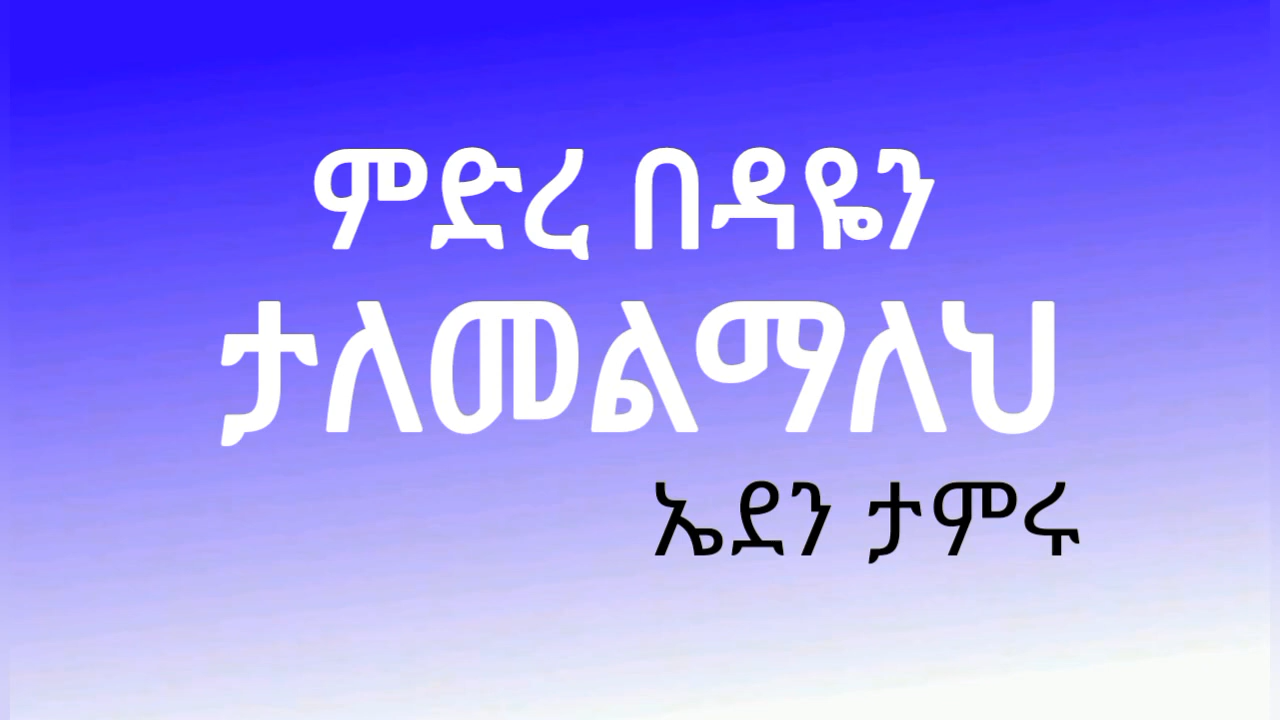 ምድረ በዳዬን
ታለመልማለህ
ኤደን ታምሩ